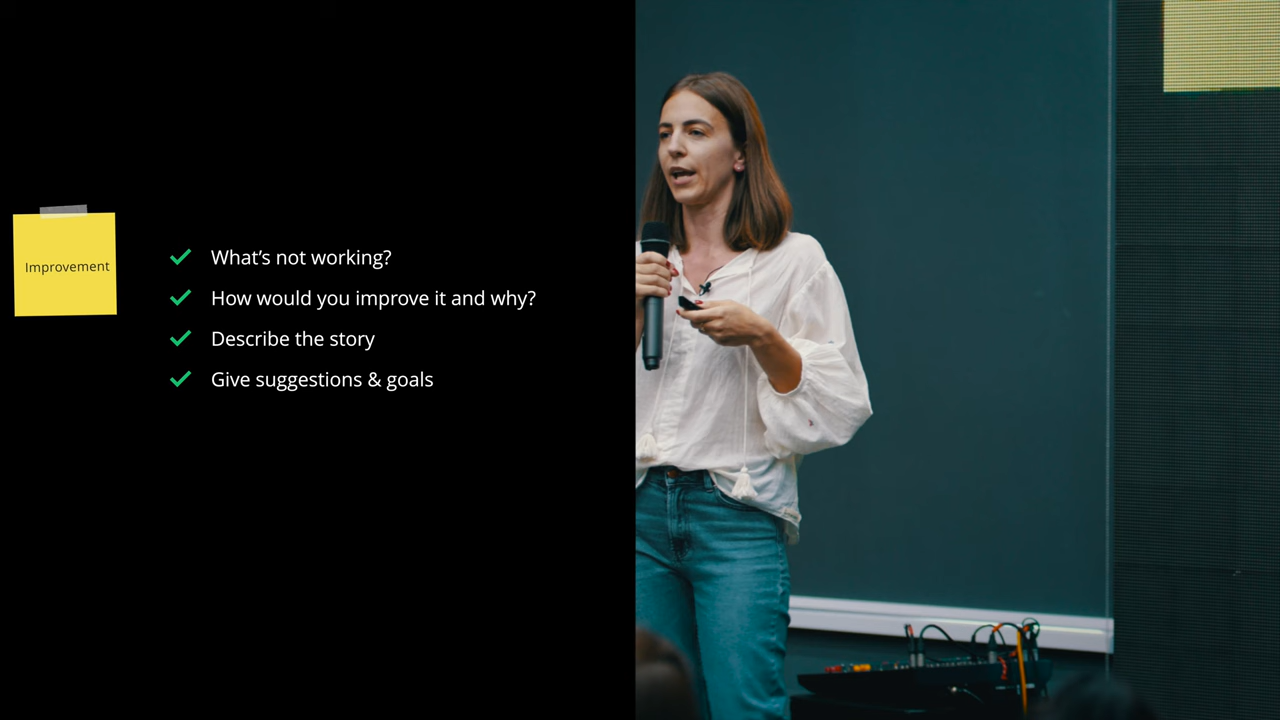 Improvement
What's not working?
How would you improve it and why?
Describe the story
Give suggestions & goals